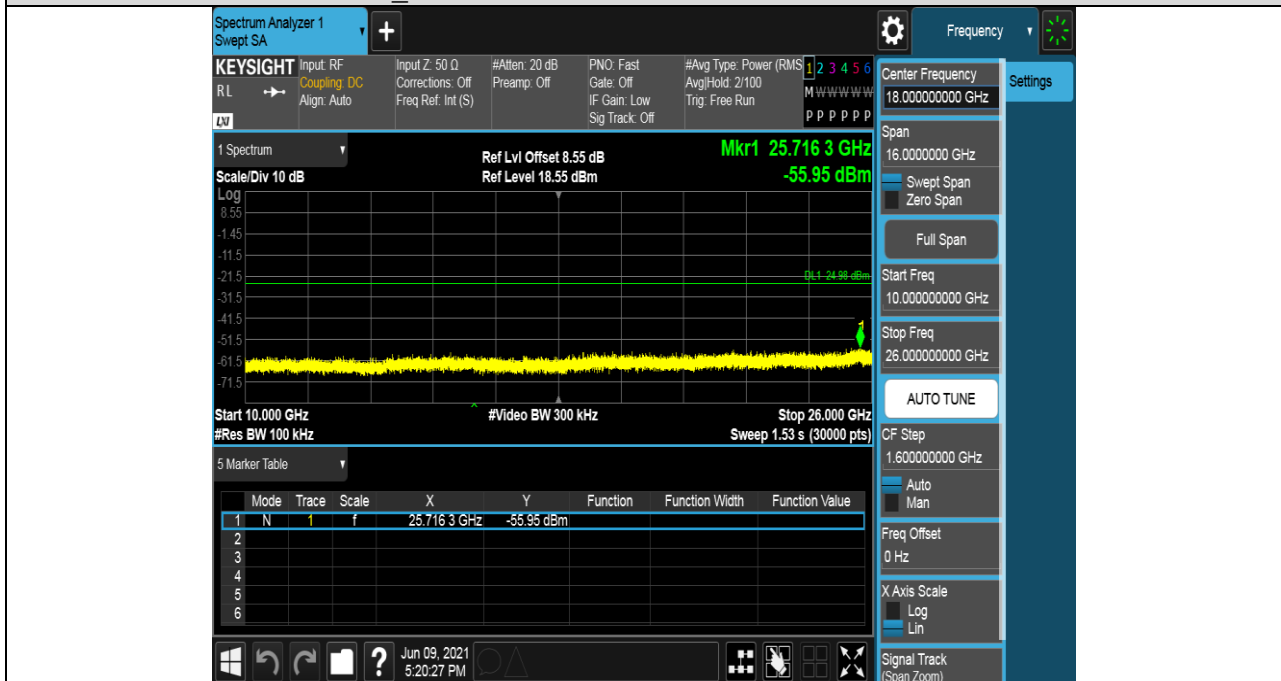 Spectrum Analyzer 1
Swept SA
+
Frequency
KEYSIGHT
RL
LXI
Input: RF
Coupling: DC
Align: Auto
Input Z: 50 Ω
Corrections: Off
Freq Ref: Int (S)
#Atten: 20 dB
Preamp: Off
PNO: Fast
Gate: Off
IF Gain: Low
Sig Track: Off
#Avg Type: Power (RMS
Avg|Hold: 2/100
Trig: Free Run
1 2 3 4 5 6
M W W W W W
P P P P P P
1 Spectrum
Scale/Div 10 dB
Ref Lvl Offset 8.55 dB
Ref Level 18.55 dBm
Mkr1 25.716 3 GHz
-55.95 dBm
Log
8.55
-1.45
-11.5
-21.5
-31.5
-41.5
-51.5
-61.5
-71.5
DL1 -24.98 dBm
1
Start 10.000 GHz
#Video BW 300 kHz
Stop 26.000 GHz
#Res BW 100 kHz
Sweep 1.53 s (30000 pts)
5 Marker Table
Mode Trace Scale X Y Function Function Width Function Value
1 N 1 f 25.716 3 GHz -55.95 dBm
2
3
4
5
6
?
Jun 09, 2021
5:20:27 PM
Center Frequency
18.000000000 GHz
Settings
Span
16.0000000 GHz
Swept Span
Zero Span
Full Span
Start Freq
10.000000000 GHz
Stop Freq
26.000000000 GHz
AUTO TUNE
CF Step
1.600000000 GHz
Auto
Man
Freq Offset
0 Hz
X Axis Scale
Log
Lin
Signal Track
(Span Zoom)